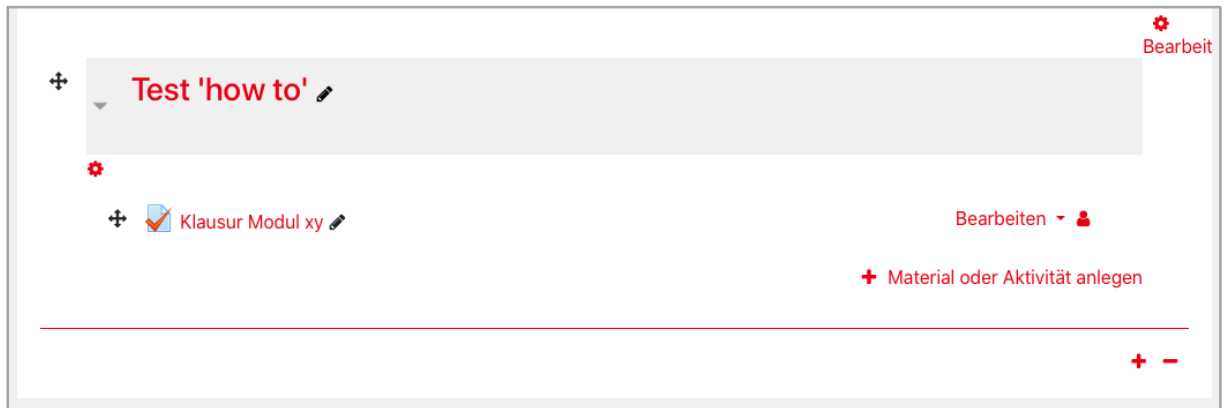 Bearbeit
Test 'how to'
Klausur Modul xy
Bearbeiten
Material oder Aktivität anlegen